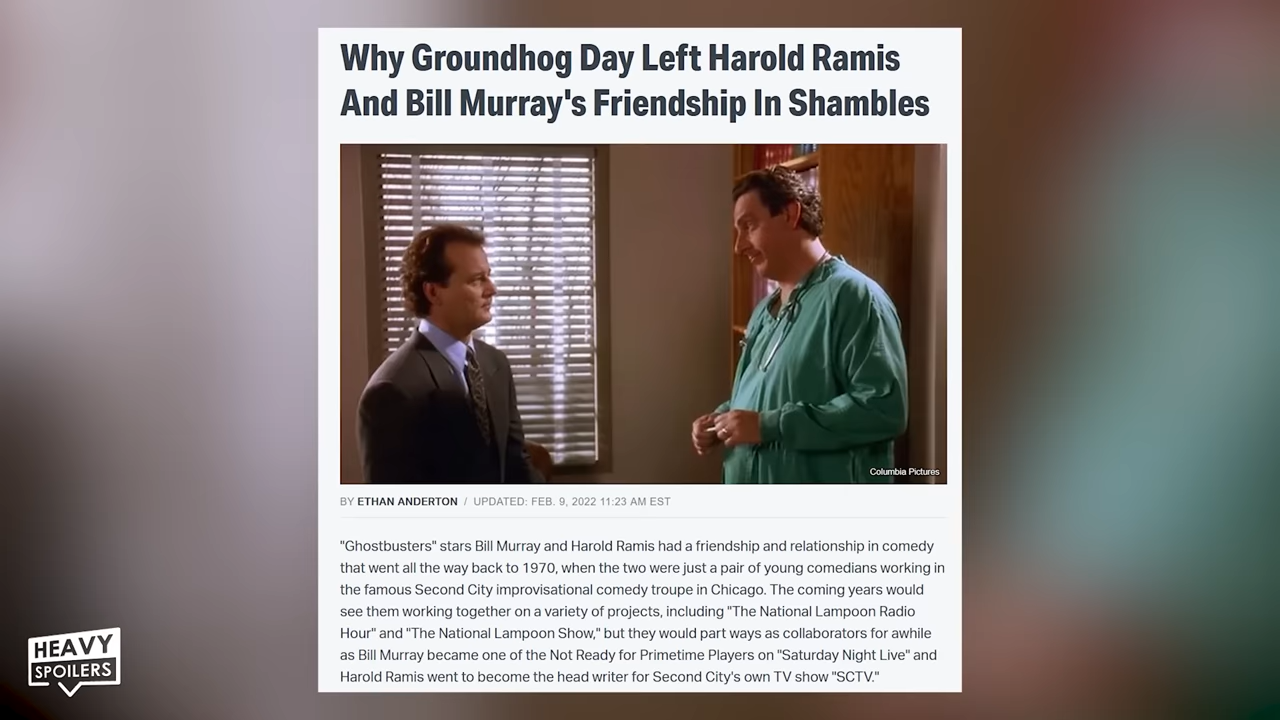 Why Groundhog Day Left Harold Ramis
And Bill Murray's Friendship In Shambles
Columbia Pictures
BY ETHAN ANDERTON / UPDATED: FEB. 9, 2022 11:23 AM EST
"Ghostbusters" stars Bill Murray and Harold Ramis had a friendship and relationship in comedy
that went all the way back to 1970, when the two were just a pair of young comedians working in
the famous Second City improvisational comedy troupe in Chicago. The coming years would
see them working together on a variety of projects, including "The National Lampoon Radio
Hour" and "The National Lampoon Show," but they would part was as collaborators for awhile
as Bill Murray became one of the Not Ready for Primetime Players on "Saturday Night Live" and
Harold Ramis went to become the head writer for Second City's own TV show "SCTV."
HEAVY
SPOILERS